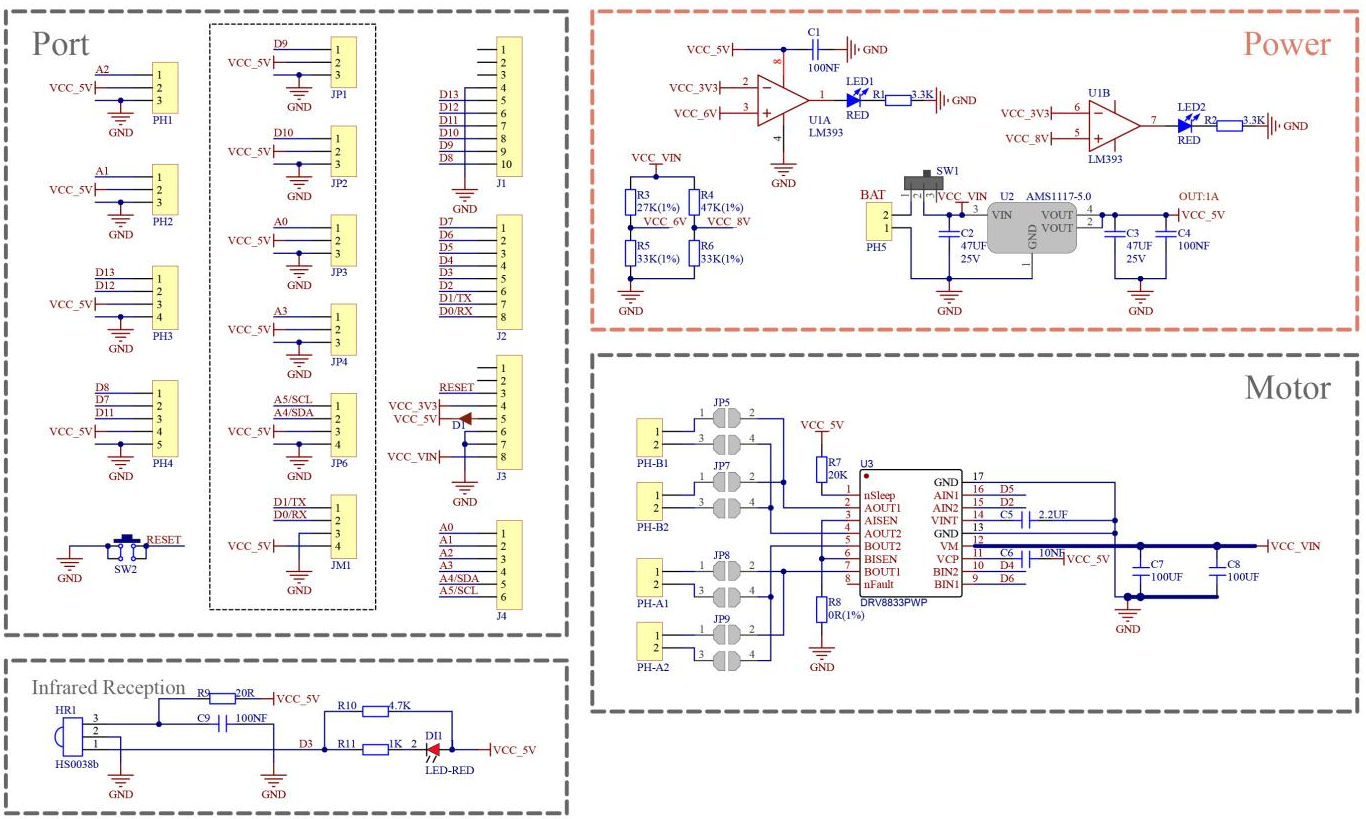 Port
A2
VCC_5V
1
2
3
GND
PH1
A1
VCC_5V
1
2
3
GND
PH2
D13
D12
VCC_5V
1
2
3
4
GND
PH3
D8
D7
D11
VCC_5V
1
2
3
4
5
GND
PH4
RESET
GND
SW2
D9
VCC_5V
1
2
3
GND
JP1
D10
VCC_5V
1
2
3
GND
JP2
A0
VCC_5V
1
2
3
GND
JP3
A3
VCC_5V
1
2
3
GND
JP4
A5/SCL
A4/SDA
VCC_5V
1
2
3
4
GND
JP6
D1/TX
D0/RX
VCC_5V
1
2
3
4
GND
JM1
1
2
3
4
D13 5
D12 6
D11 7
D10 8
D9 9
D8 10
GND
J1
D7 1
D6 2
D5 3
D4 4
D3 5
D2 6
D1/TX 7
D0/RX 8
J2
1
2
RESET 3
VCC_3V3 4
VCC_5V 5
D1
6
7
VCC_VIN 8
GND
J3
A0 1
A1 2
A2 3
A3 4
A4/SDA 5
A5/SCL 6
J4
Power
C1
VCC_5V
GND
100NF
8
VCC_3V3 2
VCC_6V 3
1
4
U1A
LM393
GND
LED1
RED
R1 3.3K
GND
U1B
VCC_3V3 6
VCC_8V 5
7
LM393
LED2
RED
R2 3.3K
GND
VCC_VIN
R3
27K(1%)
R4
47K(1%)
VCC_6V
VCC_8V
R5
33K(1%)
R6
33K(1%)
GND
BAT
2
1
PH5
SW1
1
2
3
VCC_VIN
C2
47UF
25V
GND
U2 AMS1117-5.0
3 VIN
VOUT 4
VOUT 2
GND
1
OUT:1A
VCC_5V
C3
47UF
25V
C4
100NF
GND
Motor
1
2
PH-B1
JP5
1 2
3 4
1
2
PH-B2
JP7
1 2
3 4
1
2
PH-A1
JP8
1 2
3 4
1
2
PH-A2
JP9
1 2
3 4
VCC_5V
R7
20K
R8
0R(1%)
GND
U3
1 nSleep
2 AOUT1
3 AISEN
4 AOUT2
5 BOUT2
6 BISEN
7 BOUT1
8 nFault
GND 17
AIN1 16 D5
AIN2 15 D2
VINT 14 C5 2.2UF
GND 13
VM 12
VCP 11 C6 10NF VCC_5V
BIN2 10 D4
BIN1 9 D6
DRV8833PWP
VCC_VIN
C7
100UF
C8
100UF
GND
Infrared Reception
HR1
3
2
1
HS0038b
R9 20R
VCC_5V
C9 100NF
GND
GND
D3
R10 4.7K
R11 1K
2
DI1
1
LED-RED
VCC_5V